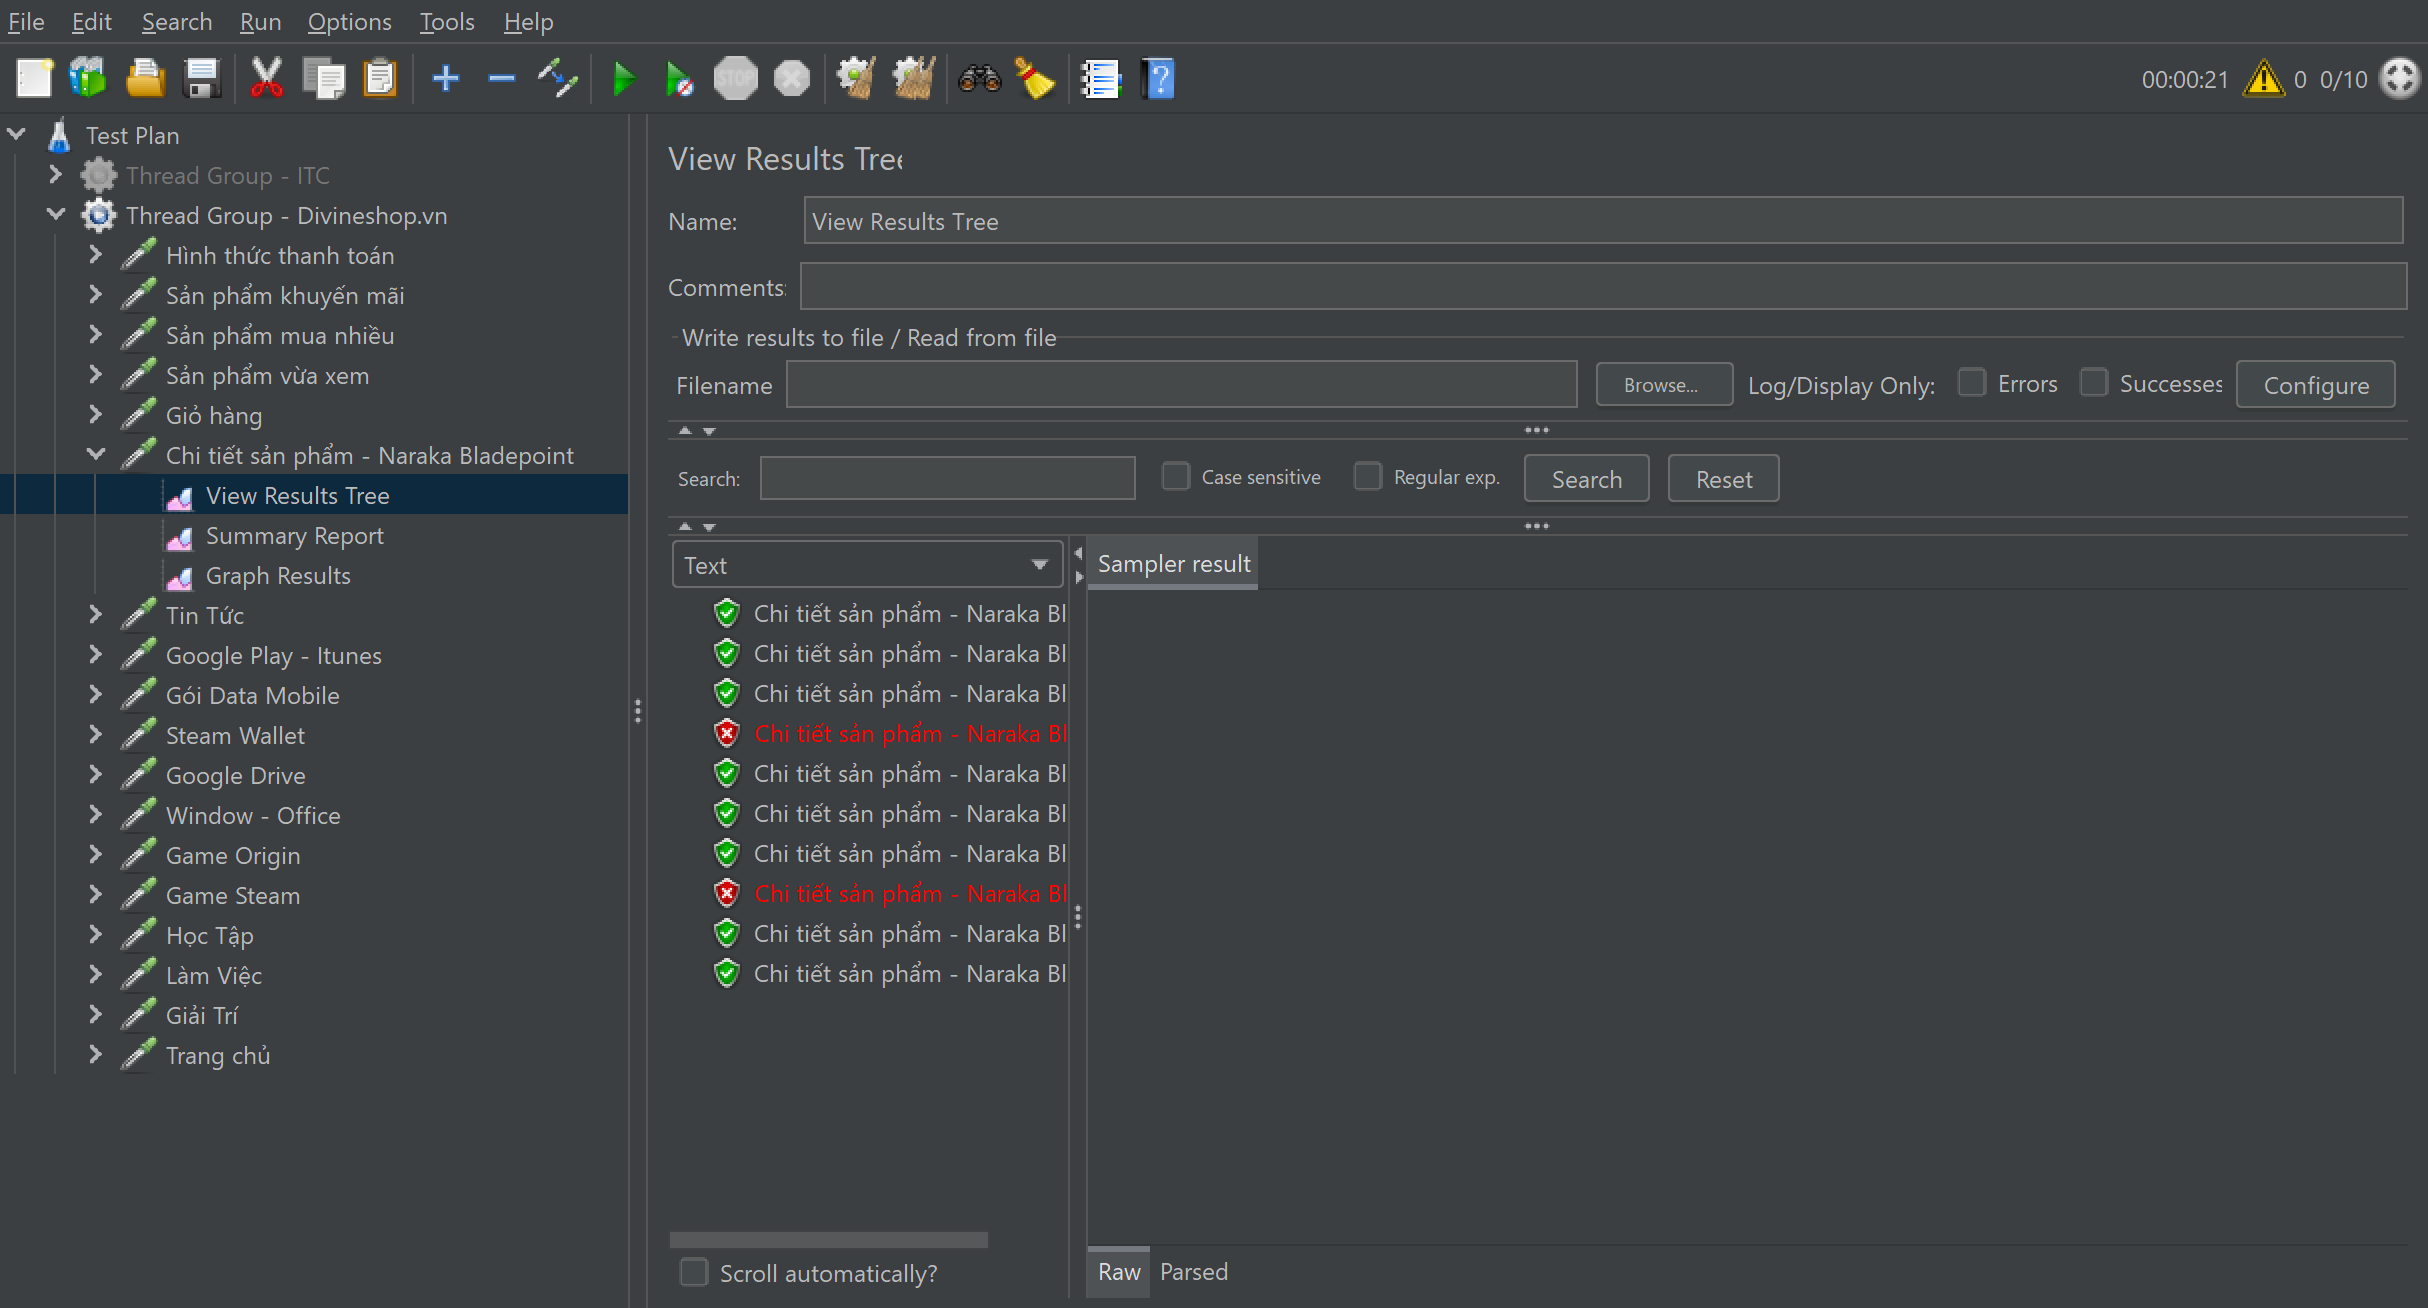 File Edit Search Run Options Tools Help
STOP
00:00:21 0 0/10
Test Plan
Thread Group - ITC
Thread Group - Divineshop.vn
Hình thức thanh toán
Sản phẩm khuyến mãi
Sản phẩm mua nhiều
Sản phẩm vừa xem
Giỏ hàng
Chi tiết sản phẩm - Naraka Bladepoint
View Results Tree
Summary Report
Graph Results
Tin Tức
Google Play - Itunes
Gói Data Mobile
Steam Wallet
Google Drive
Window - Office
Game Origin
Game Steam
Học Tập
Làm Việc
Giải Trí
Trang chủ
View Results Tree
Name: View Results Tree
Comments:
Write results to file / Read from file
Filename Browse... Log/Display Only: Errors Successes Configure
Search: Case sensitive Regular exp. Search Reset
Text
Sampler result
Chi tiết sản phẩm - Naraka Bl
Chi tiết sản phẩm - Naraka Bl
Chi tiết sản phẩm - Naraka Bl
Chi tiết sản phẩm - Naraka Bl
Chi tiết sản phẩm - Naraka Bl
Chi tiết sản phẩm - Naraka Bl
Chi tiết sản phẩm - Naraka Bl
Chi tiết sản phẩm - Naraka Bl
Chi tiết sản phẩm - Naraka Bl
Chi tiết sản phẩm - Naraka Bl
Scroll automatically?
Raw Parsed